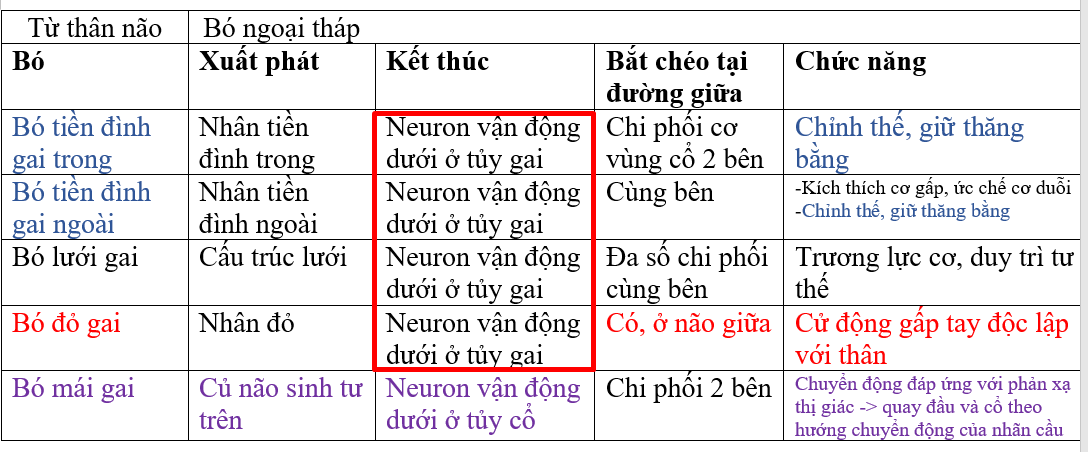 Từ thân não
Bó ngoại tháp
Bó
Xuất phát
Kết thúc
Bắt chéo tại
đường giữa
Chức năng
Bó tiền đình
gai trong
Nhân tiền
đình trong
Neuron vận động
dưới ở tủy gai
Chi phối cơ
vùng cổ 2 bên
Chỉnh thế, giữ thăng
bằng
Bó tiền đình
gai ngoài
Nhân tiền
đình ngoài
Neuron vận động
dưới ở tủy gai
Cùng bên
-Kích thích cơ gấp, ức chế cơ duỗi
-Chỉnh thế, giữ thăng bằng
Bó lưới gai
Cấu trúc lưới
Neuron vận động
dưới ở tủy gai
Đa số chi phối
cùng bên
Trương lực cơ, duy trì tư
thế
Bó đỏ gai
Nhân đỏ
Neuron vận động
dưới ở tủy gai
Có, ở não giữa
Cử động gấp tay độc lập
với thân
Bó mái gai
Củ não sinh tư
trên
Neuron vận động
dưới ở tủy cổ
Chi phối 2 bên
Chuyển động đáp ứng với phản xạ
thị giác -> quay đầu và cổ theo
hướng chuyển động của nhãn cầu